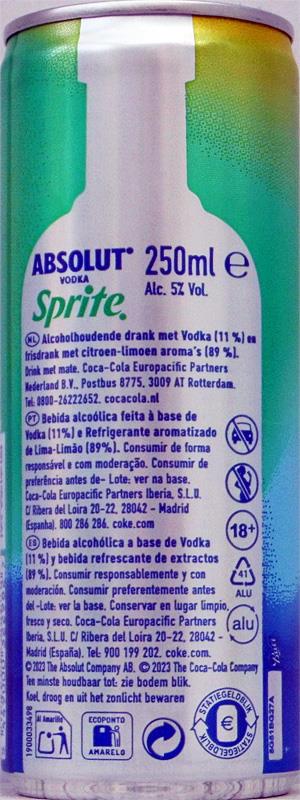 ABSOLUT®
VODKA
Sprite®
250ml e
Alc. 5% Vol.
NL Alcoholhoudende drank met Vodka (11 %) en
frisdrank met citroen-limoen aroma's (89 %).
Drink met mate. Coca-Cola Europacific Partners
Nederland B.V., Postbus 8775, 3009 AT Rotterdam.
Tel: 0800-26222652. cocacola.nl
PT Bebida alcoólica feita à base de
Vodka (11%) e Refrigerante aromatizado
de Lima-Limão (89%). Consumir de forma
responsável e com moderação. Consumir de
preferência antes de- Lote: ver na base.
Coca-Cola Europacific Partners Iberia, S.L.U.
C/ Ribera del Loira 20-22, 28042 - Madrid
(Espanha). 800 286 286. coke.com
ES Bebida alcohólica a base de Vodka
(11 %) y bebida refrescante de extractos
(89 %). Consumir responsablemente y con
moderación. Consumir preferentemente antes
del -Lote: ver la base. Conservar en lugar limpio,
fresco y seco. Coca-Cola Europacific Partners
Iberia, S.L.U. C/ Ribera del Loira 20-22, 28042 -
Madrid (España). Tel: 900 199 202. coke.com.
© 2023 The Absolut Company AB. © 2023 The Coca-Cola Company
Ten minste houdbaar tot: zie bodem blik.
Koel, droog en uit het zonlicht bewaren
18+
41
ALU
alu
1900033498
Al Amarillo
ECOPONTO
AMARELO
STATIEGELDBLIK
€
STATIEGELDBLIK